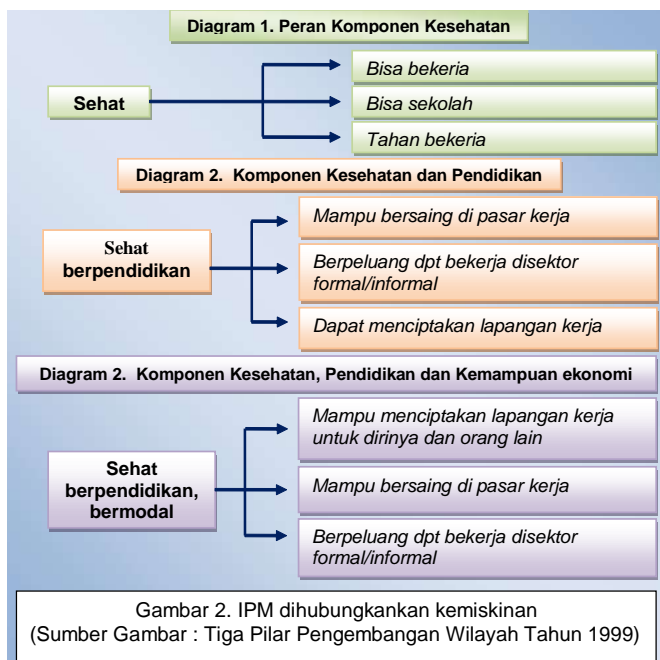 Diagram 1. Peran Komponen Kesehatan
Sehat
Bisa bekeria
Bisa sekolah
Tahan bekeria
Diagram 2. Komponen Kesehatan dan Pendidikan
Sehat
berpendidikan
Mampu bersaing di pasar kerja
Berpeluang dpt bekerja disektor
formal/informal
Dapat menciptakan lapangan kerja
Diagram 2. Komponen Kesehatan, Pendidikan dan Kemampuan ekonomi
Sehat
berpendidikan,
bermodal
Mampu menciptakan lapangan kerja
untuk dirinya dan orang lain
Mampu bersaing di pasar kerja
Berpeluang dpt bekerja disektor
formal/informal
Gambar 2. IPM dihubungkankan kemiskinan
(Sumber Gambar : Tiga Pilar Pengembangan Wilayah Tahun 1999)